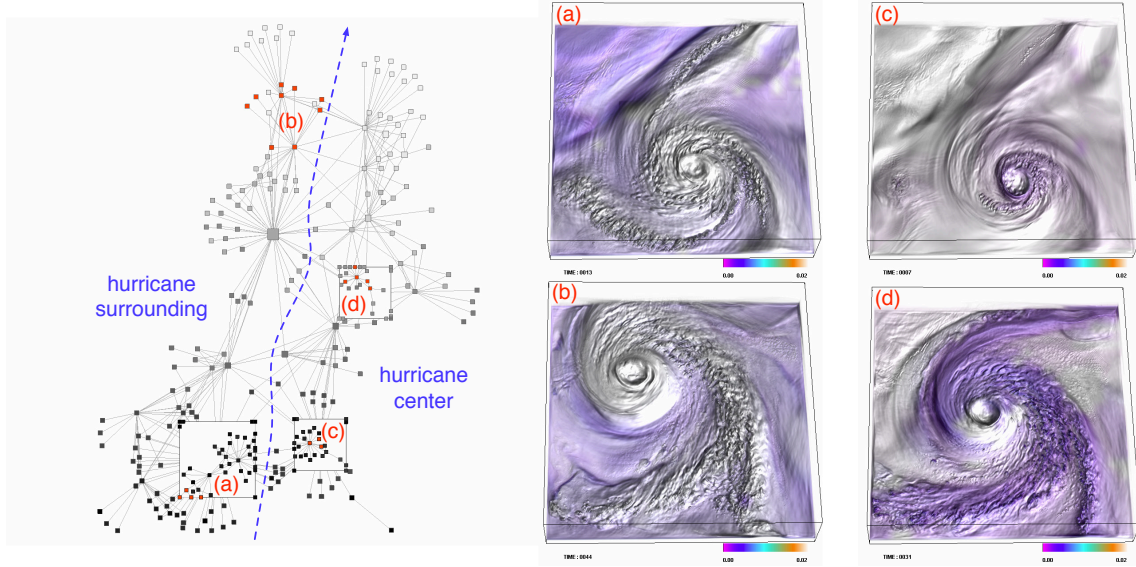 (b)
hurricane
surrounding
(d)
hurricane
center
(c)
(a)
(a)
TIME : 0013
0.00
0.02
(c)
TIME : 0007
0.00
0.02
(b)
TIME : 0044
0.00
0.02
(d)
TIME : 0031
0.00
0.02